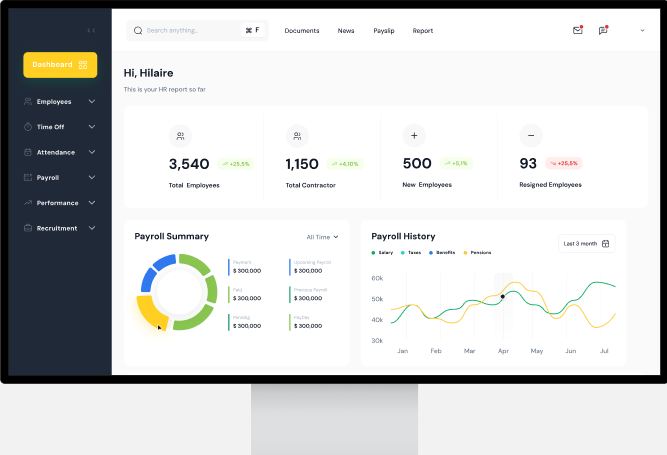 Search anything...
⌘ F
Documents
News
Payslip
Report
Dashboard
Employees
Time Off
Attendance
Payroll
Performance
Recruitment
Hi, Hilaire
This is your HR report so far
3,540
+25,5%
Total Employees
1,150
+4,10%
Total Contractor
500
+5,1%
New Employees
93
+25,5%
Resigned Employees
Payroll Summary
All Time
Payment
$ 300,000
Upcoming Payroll
$ 300,000
Paid
$ 300,000
Previous Payroll
$ 300,000
Pending
$ 300,000
PayDay
$ 300,000
Payroll History
Last 3 month
Salary
Taxes
Benefits
Pensions
60k
50k
40k
30k
Jan
Feb
Mar
Apr
May
Jun
Jul